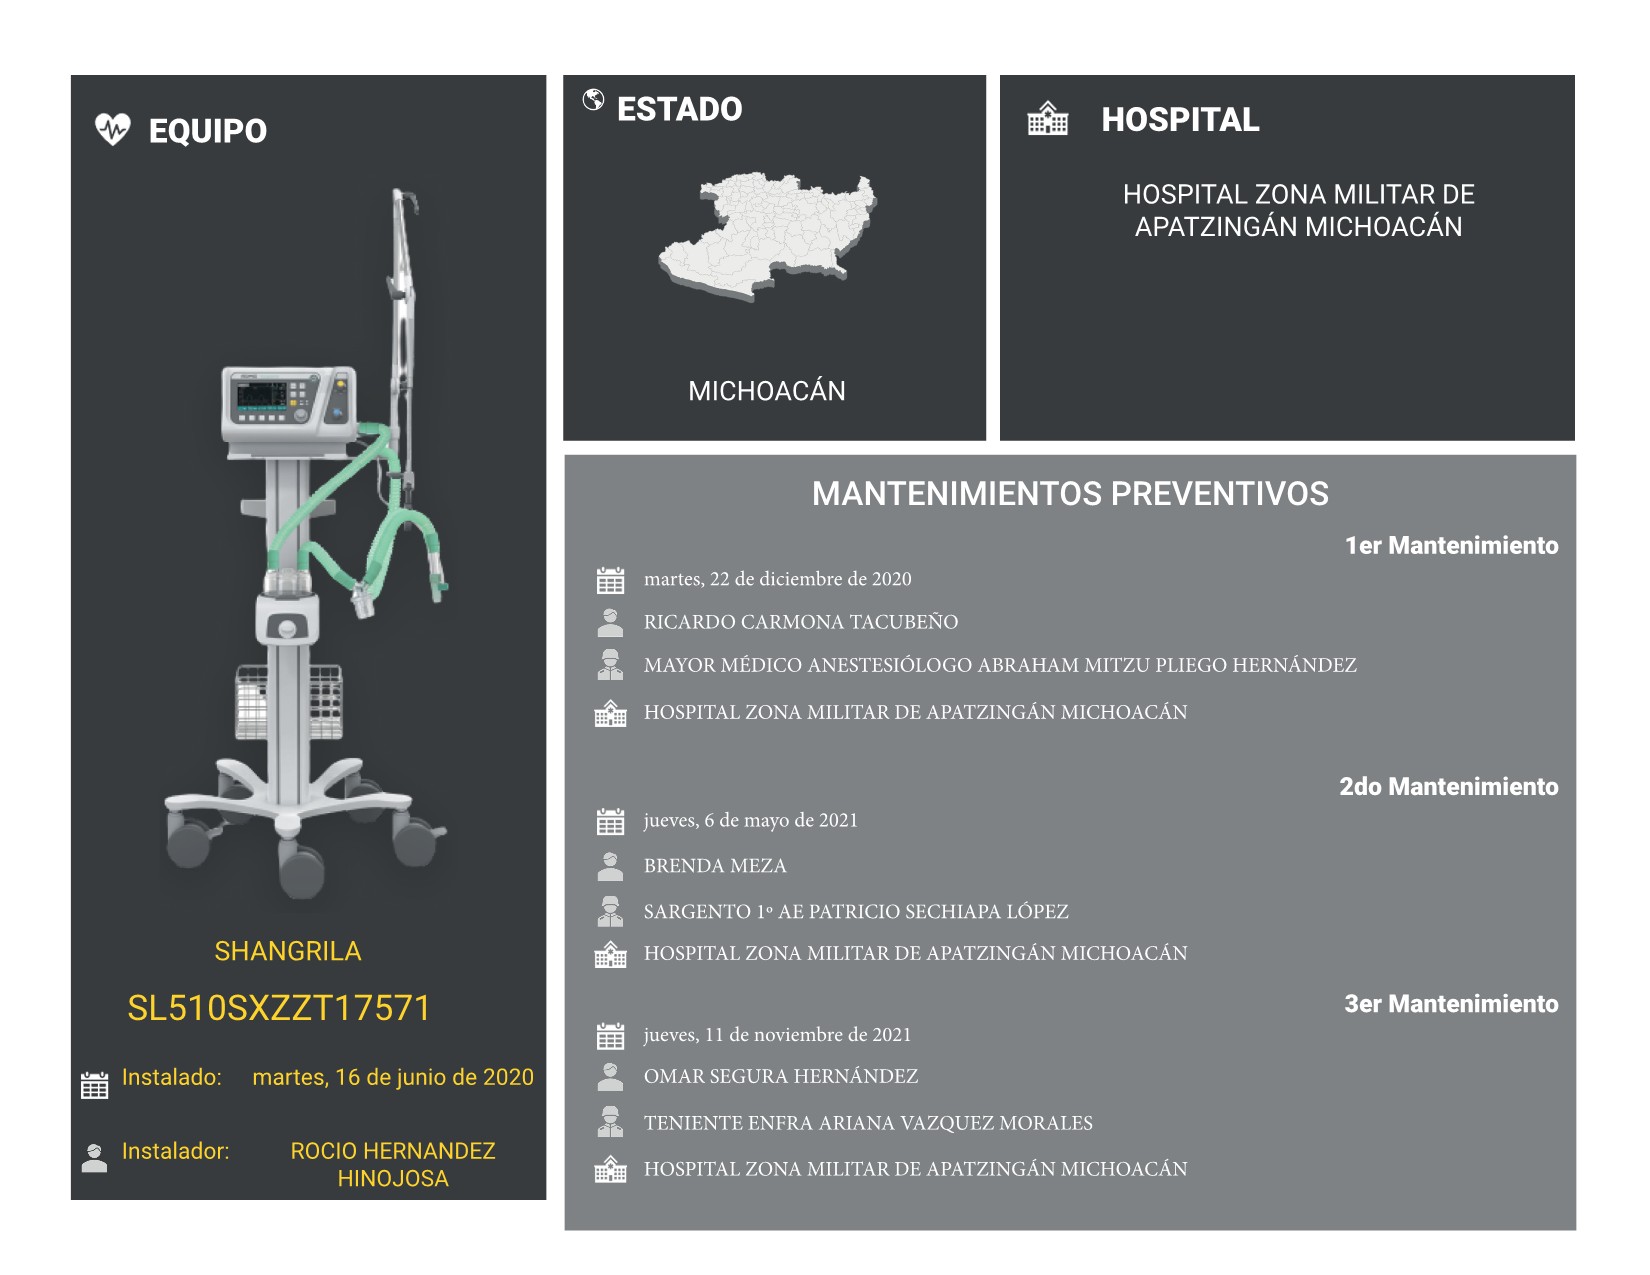 EQUIPO
SHANGRILA
SL510SXZZT17571
Instalado: martes, 16 de junio de 2020
Instalador: ROCIO HERNANDEZ
HINOJOSA
ESTADO
MICHOACÁN
HOSPITAL
HOSPITAL ZONA MILITAR DE
APATZINGÁN MICHOACÁN
MANTENIMIENTOS PREVENTIVOS
1er Mantenimiento
martes, 22 de diciembre de 2020
RICARDO CARMONA TACUBEÑO
MAYOR MÉDICO ANESTESIÓLOGO ABRAHAM MITZU PLIEGO HERNÁNDEZ
HOSPITAL ZONA MILITAR DE APATZINGÁN MICHOACÁN
2do Mantenimiento
jueves, 6 de mayo de 2021
BRENDA MEZA
SARGENTO 1º AE PATRICIO SECHIAPA LÓPEZ
HOSPITAL ZONA MILITAR DE APATZINGÁN MICHOACÁN
3er Mantenimiento
jueves, 11 de noviembre de 2021
OMAR SEGURA HERNÁNDEZ
TENIENTE ENFRA ARIANA VAZQUEZ MORALES
HOSPITAL ZONA MILITAR DE APATZINGÁN MICHOACÁN